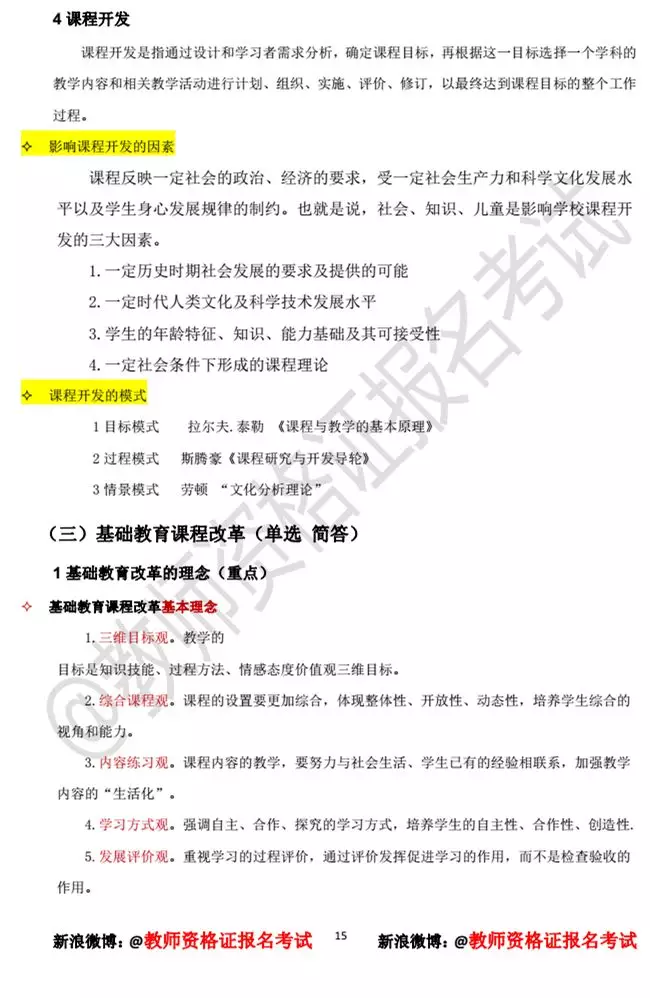 4 课程开发
课程开发是指通过设计和学习者需求分析，确定课程目标，再根据这一目标选择一个学科的
教学内容和相关教学活动进行计划、组织、实施、评价、修订，以最终达到课程目标的整个工作
过程。
✧ 影响课程开发的因素
课程反映一定社会的政治、经济的要求，受一定社会生产力和科学文化发展水
平以及学生身心发展规律的制约。也就是说，社会、知识、儿童是影响学校课程开
发的三大因素。
1.一定历史时期社会发展的要求及提供的可能
2.一定时代人类文化及科学技术发展水平
3.学生的年龄特征、知识、能力基础及其可接受性
4.一定社会条件下形成的课程理论
✧ 课程开发的模式
1 目标模式 拉尔夫.泰勒 《课程与教学的基本原理》
2 过程模式 斯腾豪《课程研究与开发导轮》
3 情景模式 劳顿 “文化分析理论”
（三）基础教育课程改革（单选 简答）
1 基础教育改革的理念（重点）
✧ 基础教育课程改革基本理念
1.三维目标观。教学的
目标是知识技能、过程方法、情感态度价值观三维目标。
2.综合课程观。课程的设置要更加综合，体现整体性、开放性、动态性，培养学生综合的
视角和能力。
3.内容练习观。课程内容的教学，要努力与社会生活、学生已有的经验相联系，加强教学
内容的“生活化”。
4.学习方式观。强调自主、合作、探究的学习方式，培养学生的自主性、合作性、创造性.
5.发展评价观。重视学习的过程评价，通过评价发挥促进学习的作用，而不是检查验收的
作用。
@教师资格证报名考试
新浪微博：@教师资格证报名考试 15 新浪微博：@教师资格证报名考试